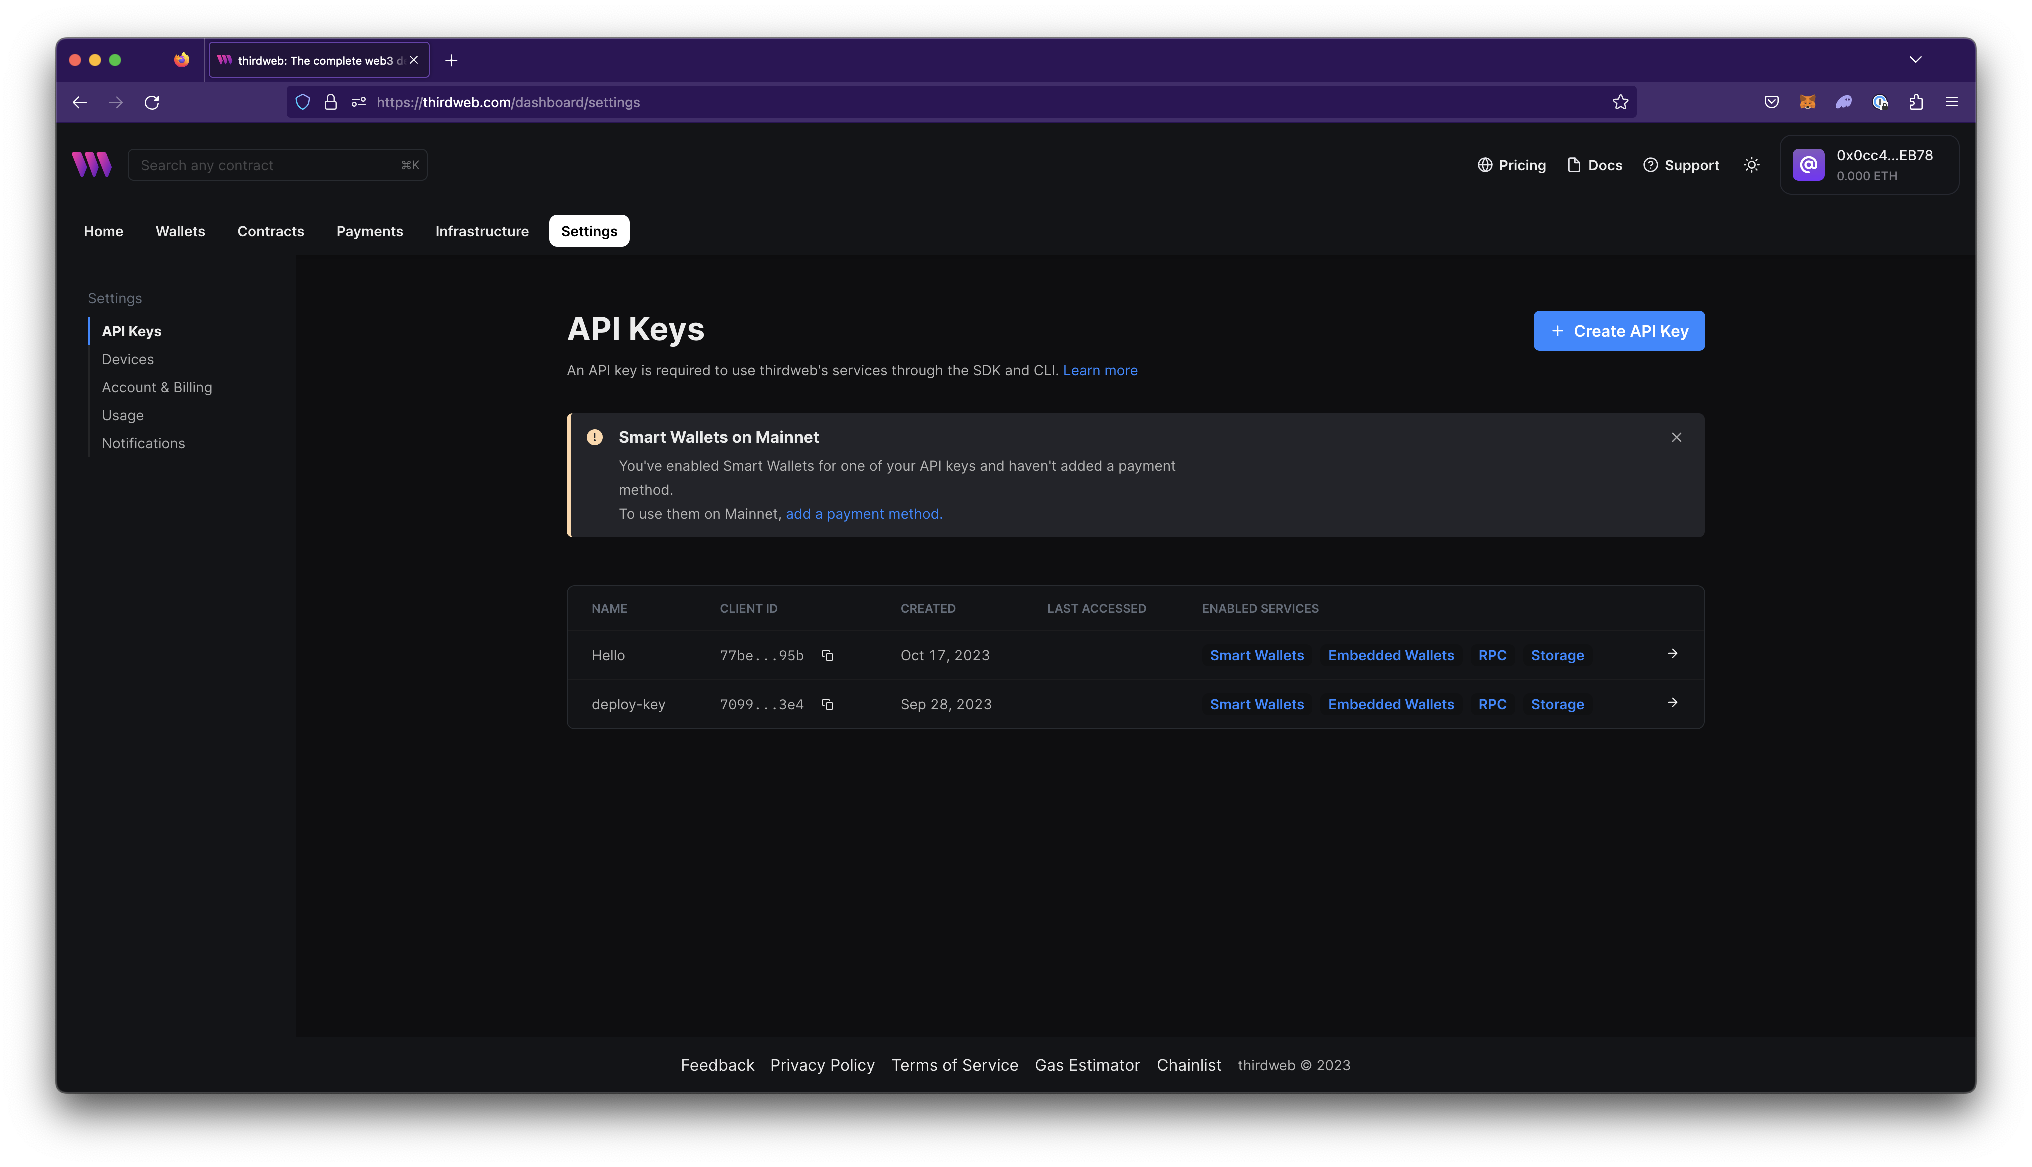 thirdweb: The complete web3 d
https://thirdweb.com/dashboard/settings
Search any contract ⌘K
Pricing Docs Support
0x0cc4...EB78
0.000 ETH
Home Wallets Contracts Payments Infrastructure Settings
Settings
API Keys
Devices
Account & Billing
Usage
Notifications
API Keys
+ Create API Key
An API key is required to use thirdweb's services through the SDK and CLI. Learn more
Smart Wallets on Mainnet
You've enabled Smart Wallets for one of your API keys and haven't added a payment
method.
To use them on Mainnet, add a payment method.
NAME CLIENT ID CREATED LAST ACCESSED ENABLED SERVICES
Hello 77be...95b Oct 17, 2023 Smart Wallets Embedded Wallets RPC Storage
deploy-key 7099...3e4 Sep 28, 2023 Smart Wallets Embedded Wallets RPC Storage
Feedback Privacy Policy Terms of Service Gas Estimator Chainlist thirdweb © 2023